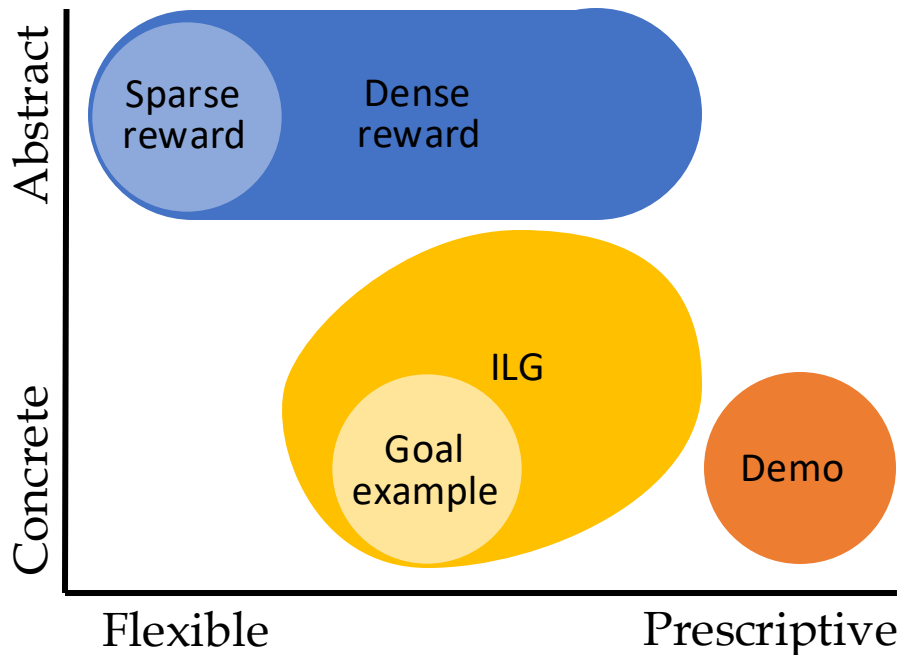 Abstract
Sparse
reward
Dense
reward
ILG
Goal
example
Demo
Concrete
Flexible
Prescriptive